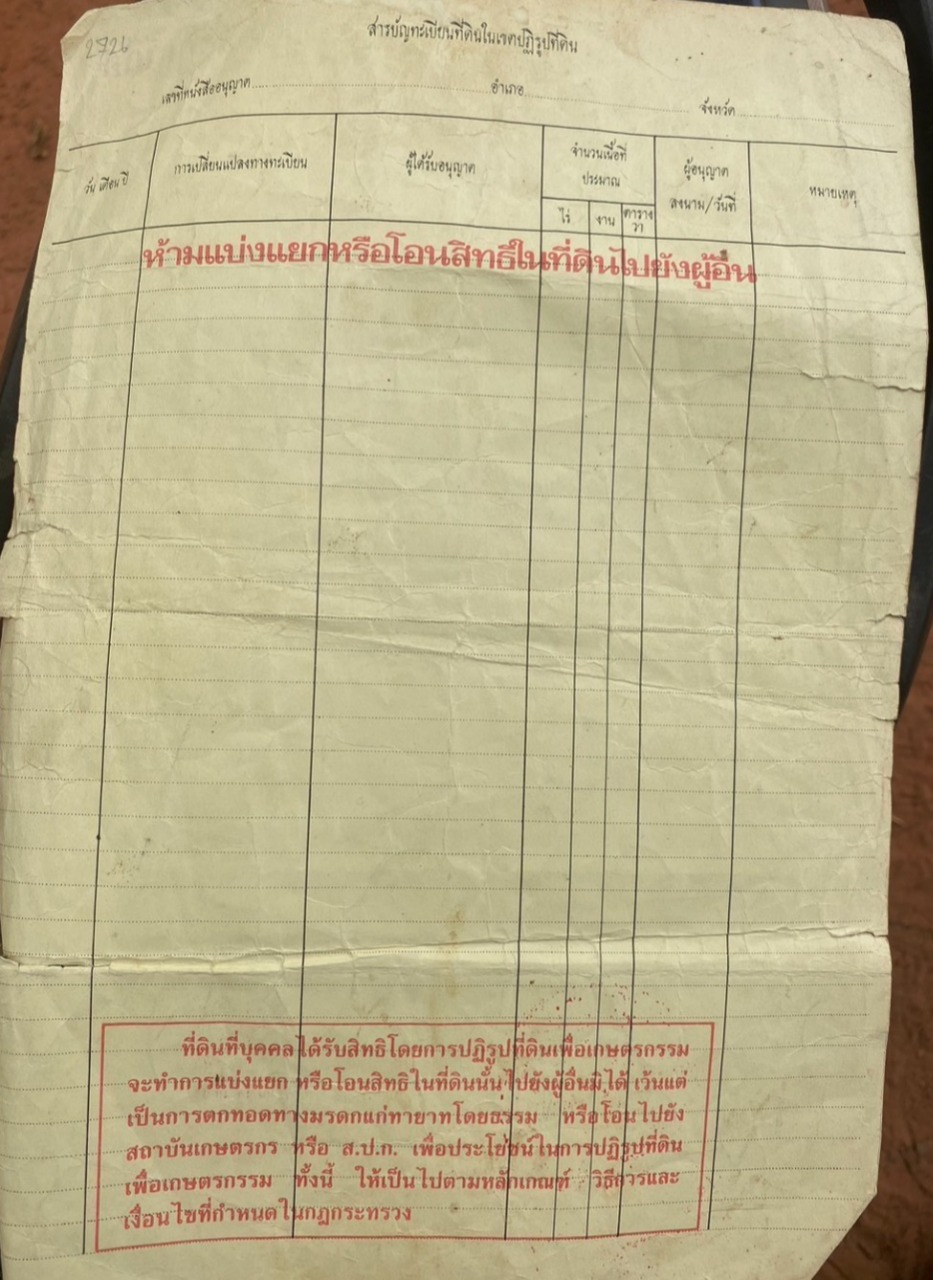 2726
สารบัญทะเบียนที่ดินในเขตปฏิรูปที่ดิน
เลขที่หนังสืออนุญาต อำเภอ จังหวัด
วัน เดือน ปี การเปลี่ยนแปลงทางทะเบียน ผู้ได้รับอนุญาต จำนวนเนื้อที่ ประมาณ ไร่ งาน ตาราง วา ผู้อนุญาต ลงนาม/วันที่ หมายเหตุ
ห้ามแบ่งแยกหรือโอนสิทธิในที่ดินไปยังผู้อื่น
ที่ดินที่บุคคลได้รับสิทธิโดยการปฏิรูปที่ดินเพื่อเกษตรกรรม
จะทำการแบ่งแยก หรือโอนสิทธิในที่ดินนั้นไปยังผู้อื่นมิได้ เว้นแต่
เป็นการตกทอดทางมรดกแก่ทายาทโดยธรรม หรือโอนไปยัง
สถาบันเกษตรกร หรือ ส.ป.ก. เพื่อประโยชน์ในการปฏิรูปที่ดิน
เพื่อเกษตรกรรม ทั้งนี้ ให้เป็นไปตามหลักเกณฑ์ วิธีการและ
เงื่อนไขที่กำหนดในกฎกระทรวง